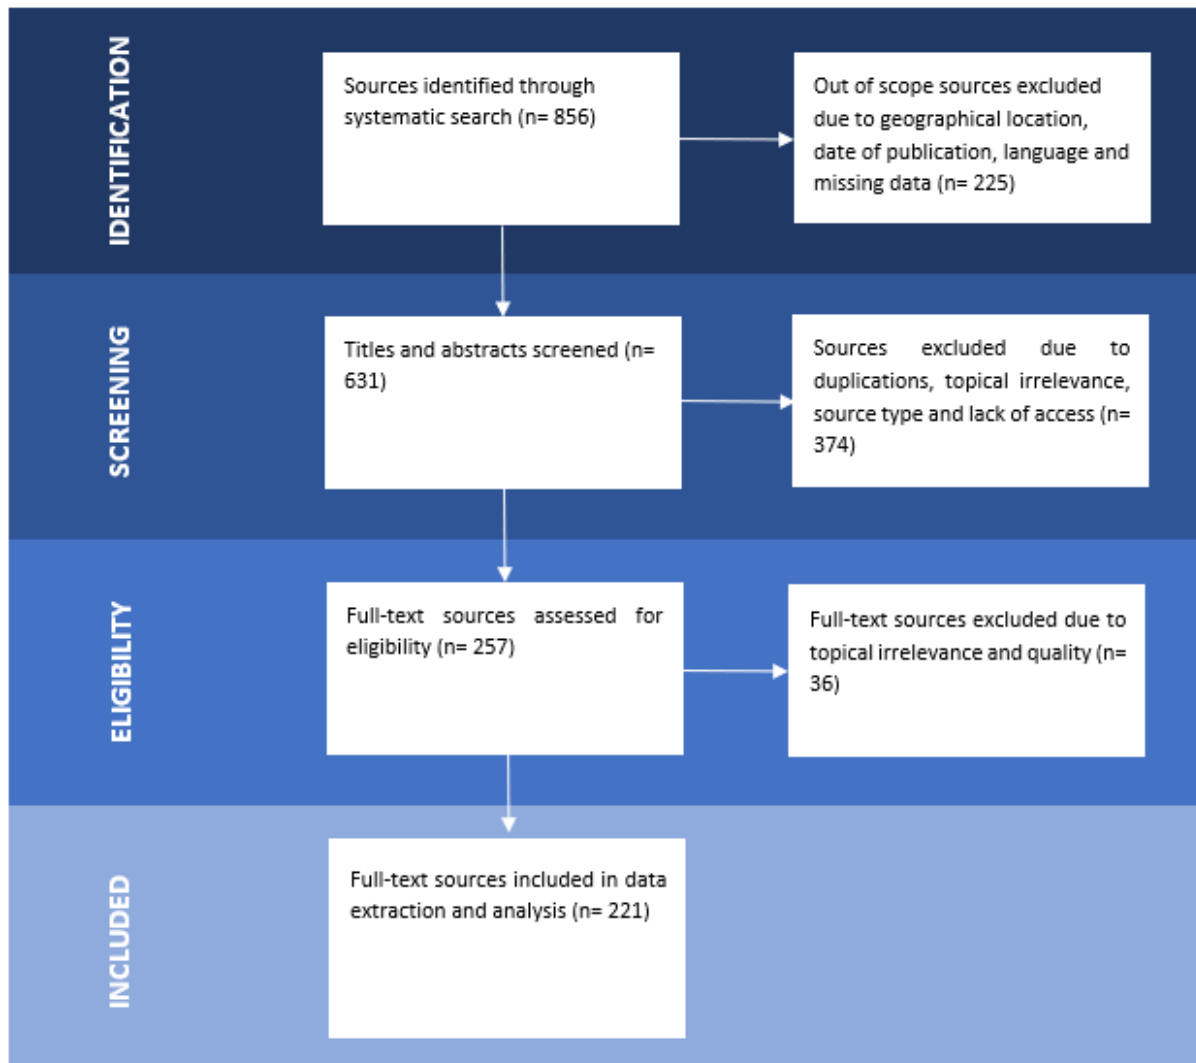 IDENTIFICATION
Sources identified through
systematic search (n= 856)
Out of scope sources excluded
due to geographical location,
date of publication, language and
missing data (n= 225)
SCREENING
Titles and abstracts screened (n=
631)
Sources excluded due to
duplications, topical irrelevance,
source type and lack of access (n=
374)
ELIGIBILITY
Full-text sources assessed for
eligibility (n= 257)
Full-text sources excluded due to
topical irrelevance and quality (n=
36)
INCLUDED
Full-text sources included in data
extraction and analysis (n= 221)